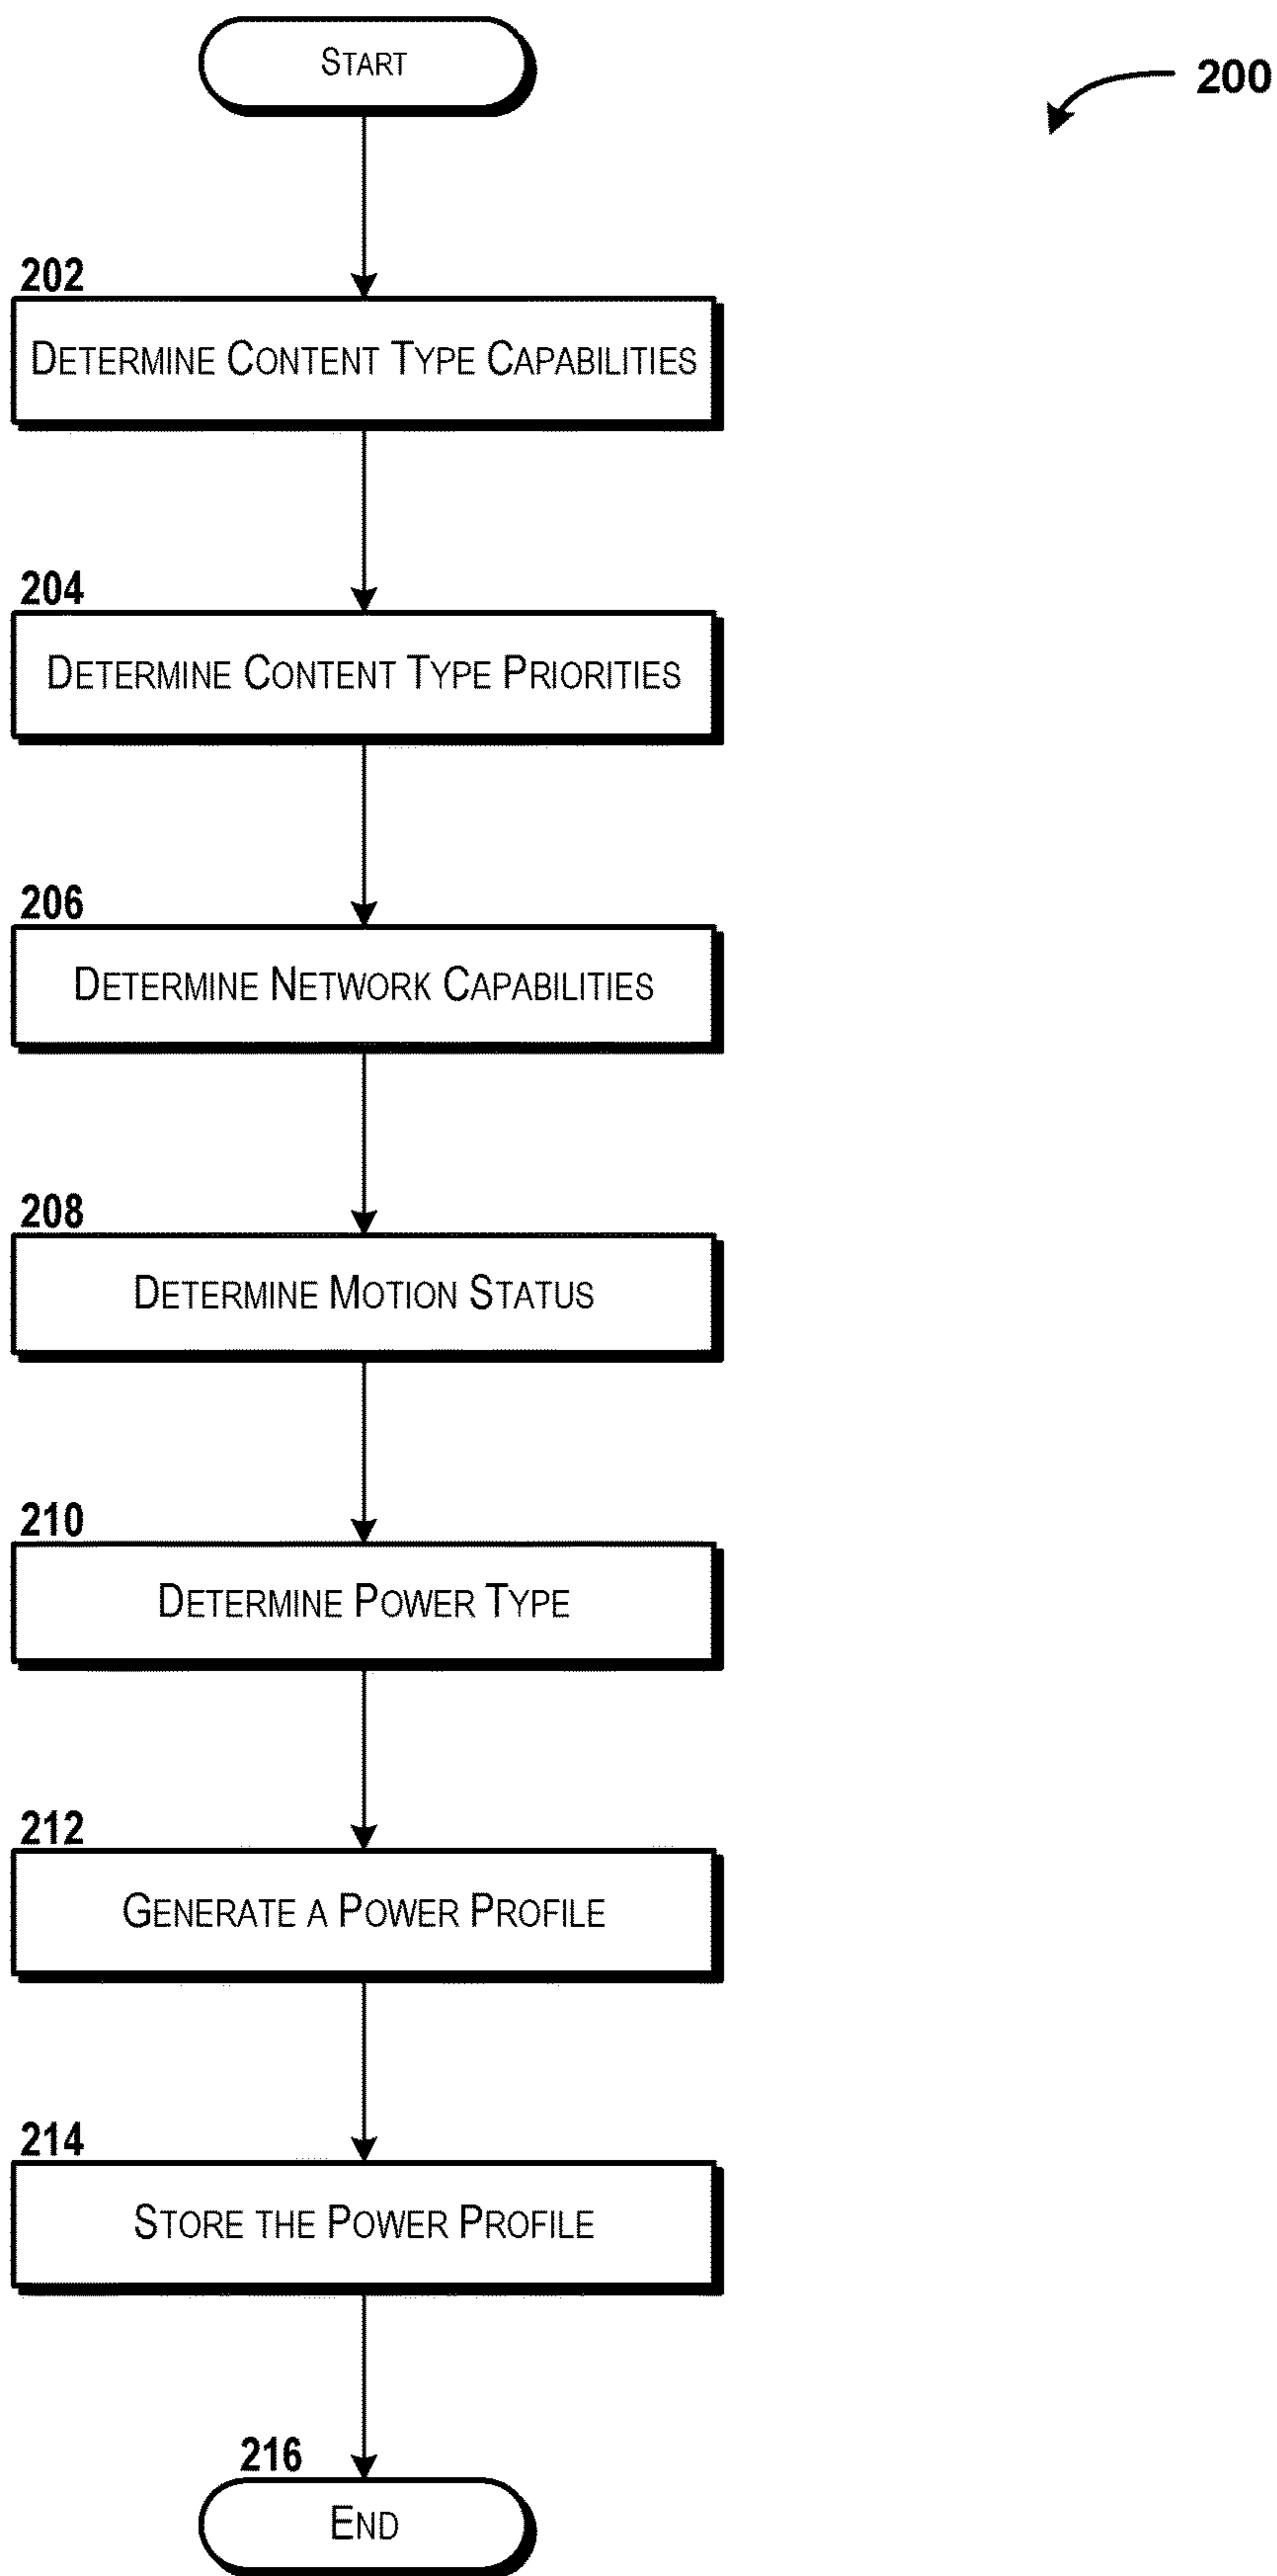 START
200
202
DETERMINE CONTENT TYPE CAPABILITIES
204
DETERMINE CONTENT TYPE PRIORITIES
206
DETERMINE NETWORK CAPABILITIES
208
DETERMINE MOTION STATUS
210
DETERMINE POWER TYPE
212
GENERATE A POWER PROFILE
214
STORE THE POWER PROFILE
216
END